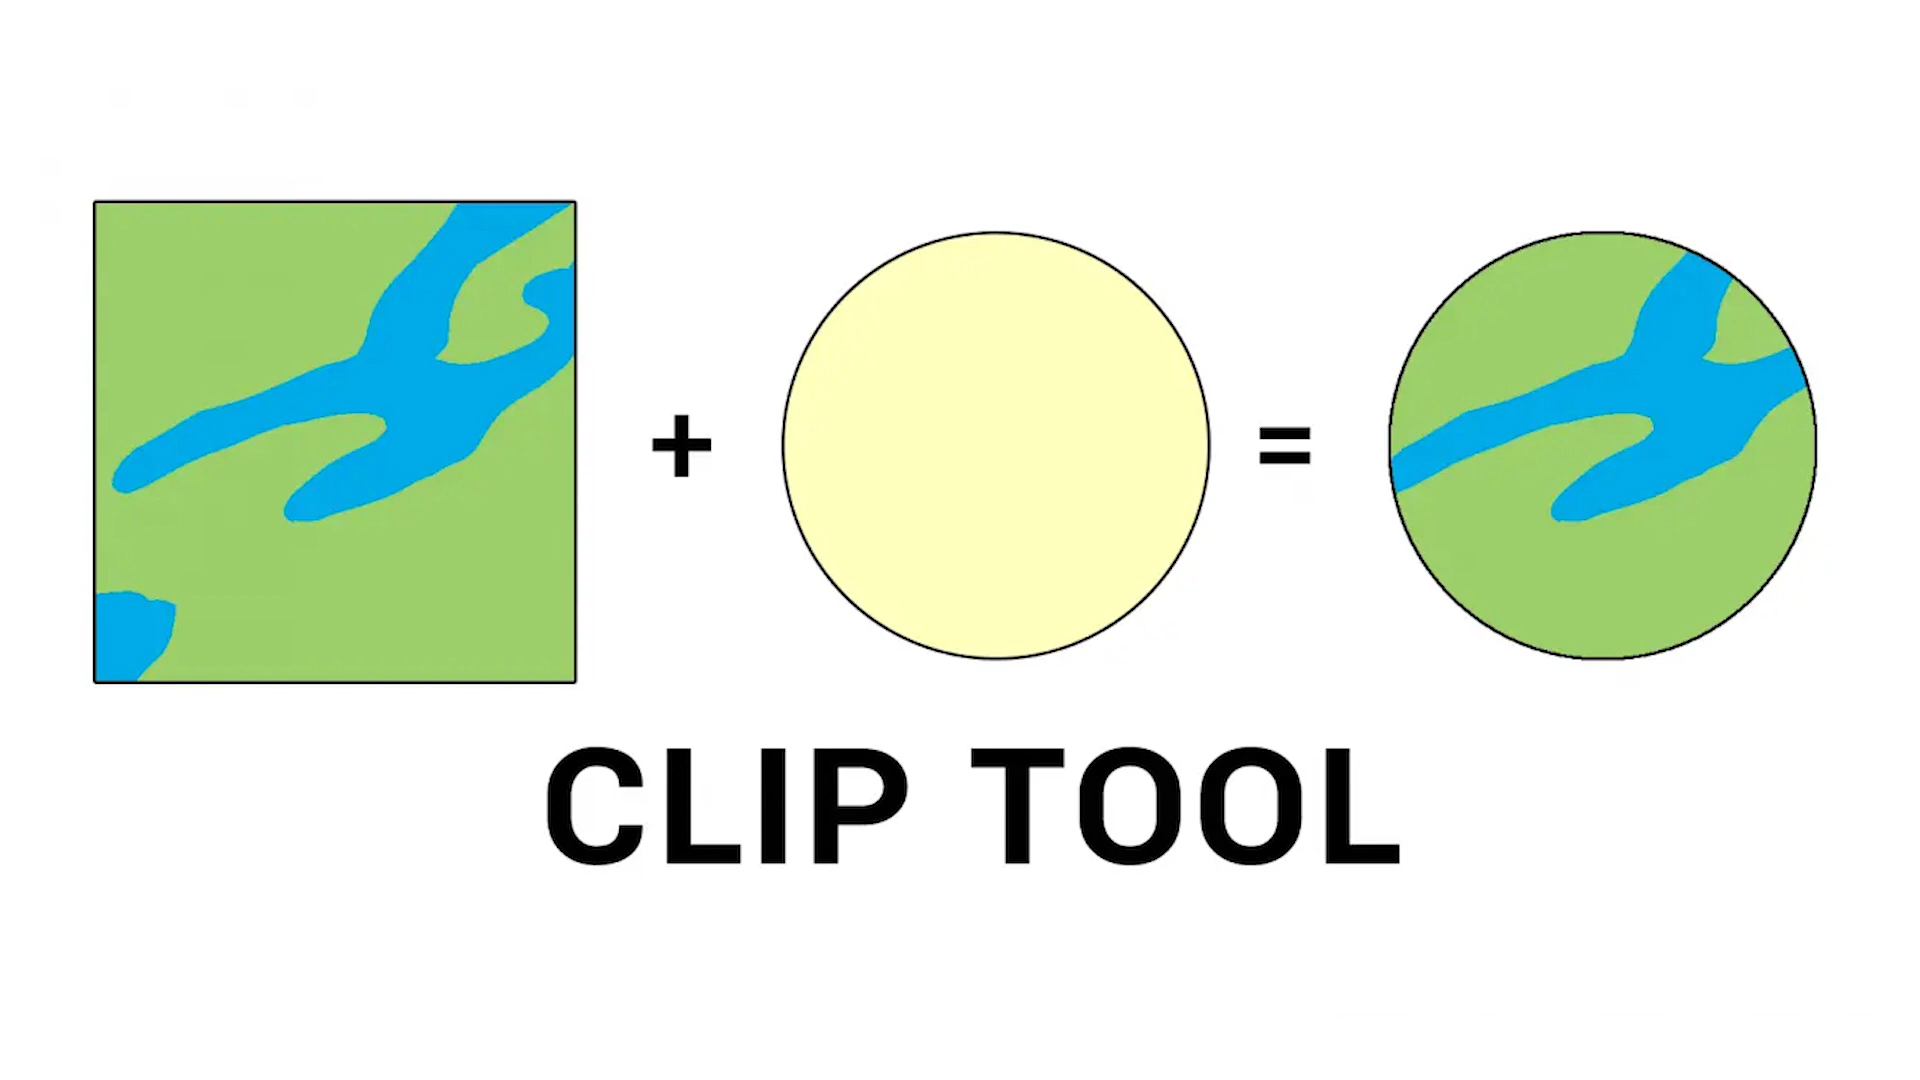 + =
CLIP TOOL